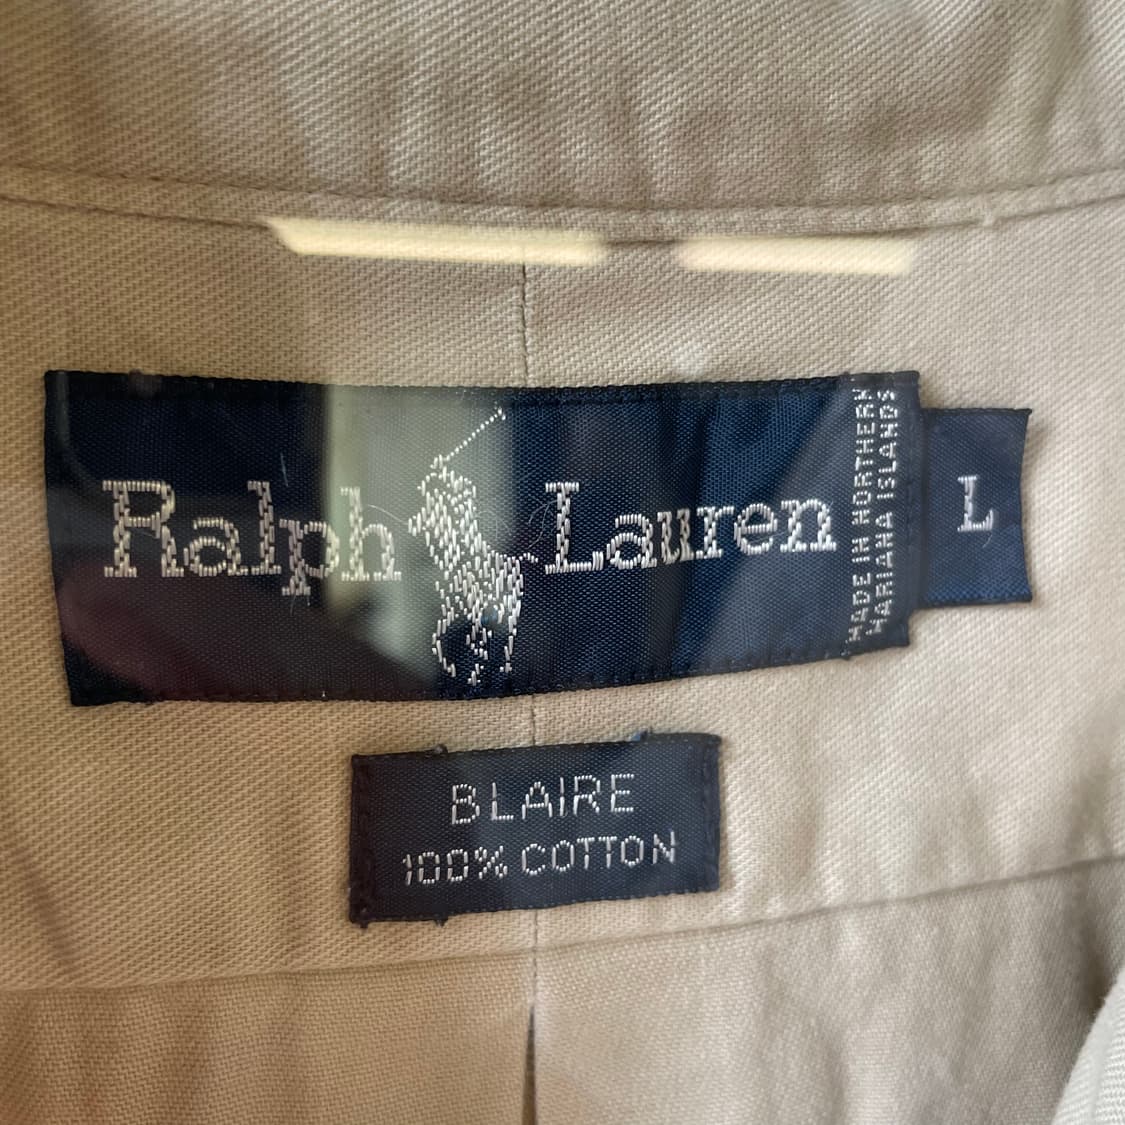 Ralph Lauren
MADE IN NORTHERN
MARIANA ISLANDS
L
BLAIRE
100% COTTON